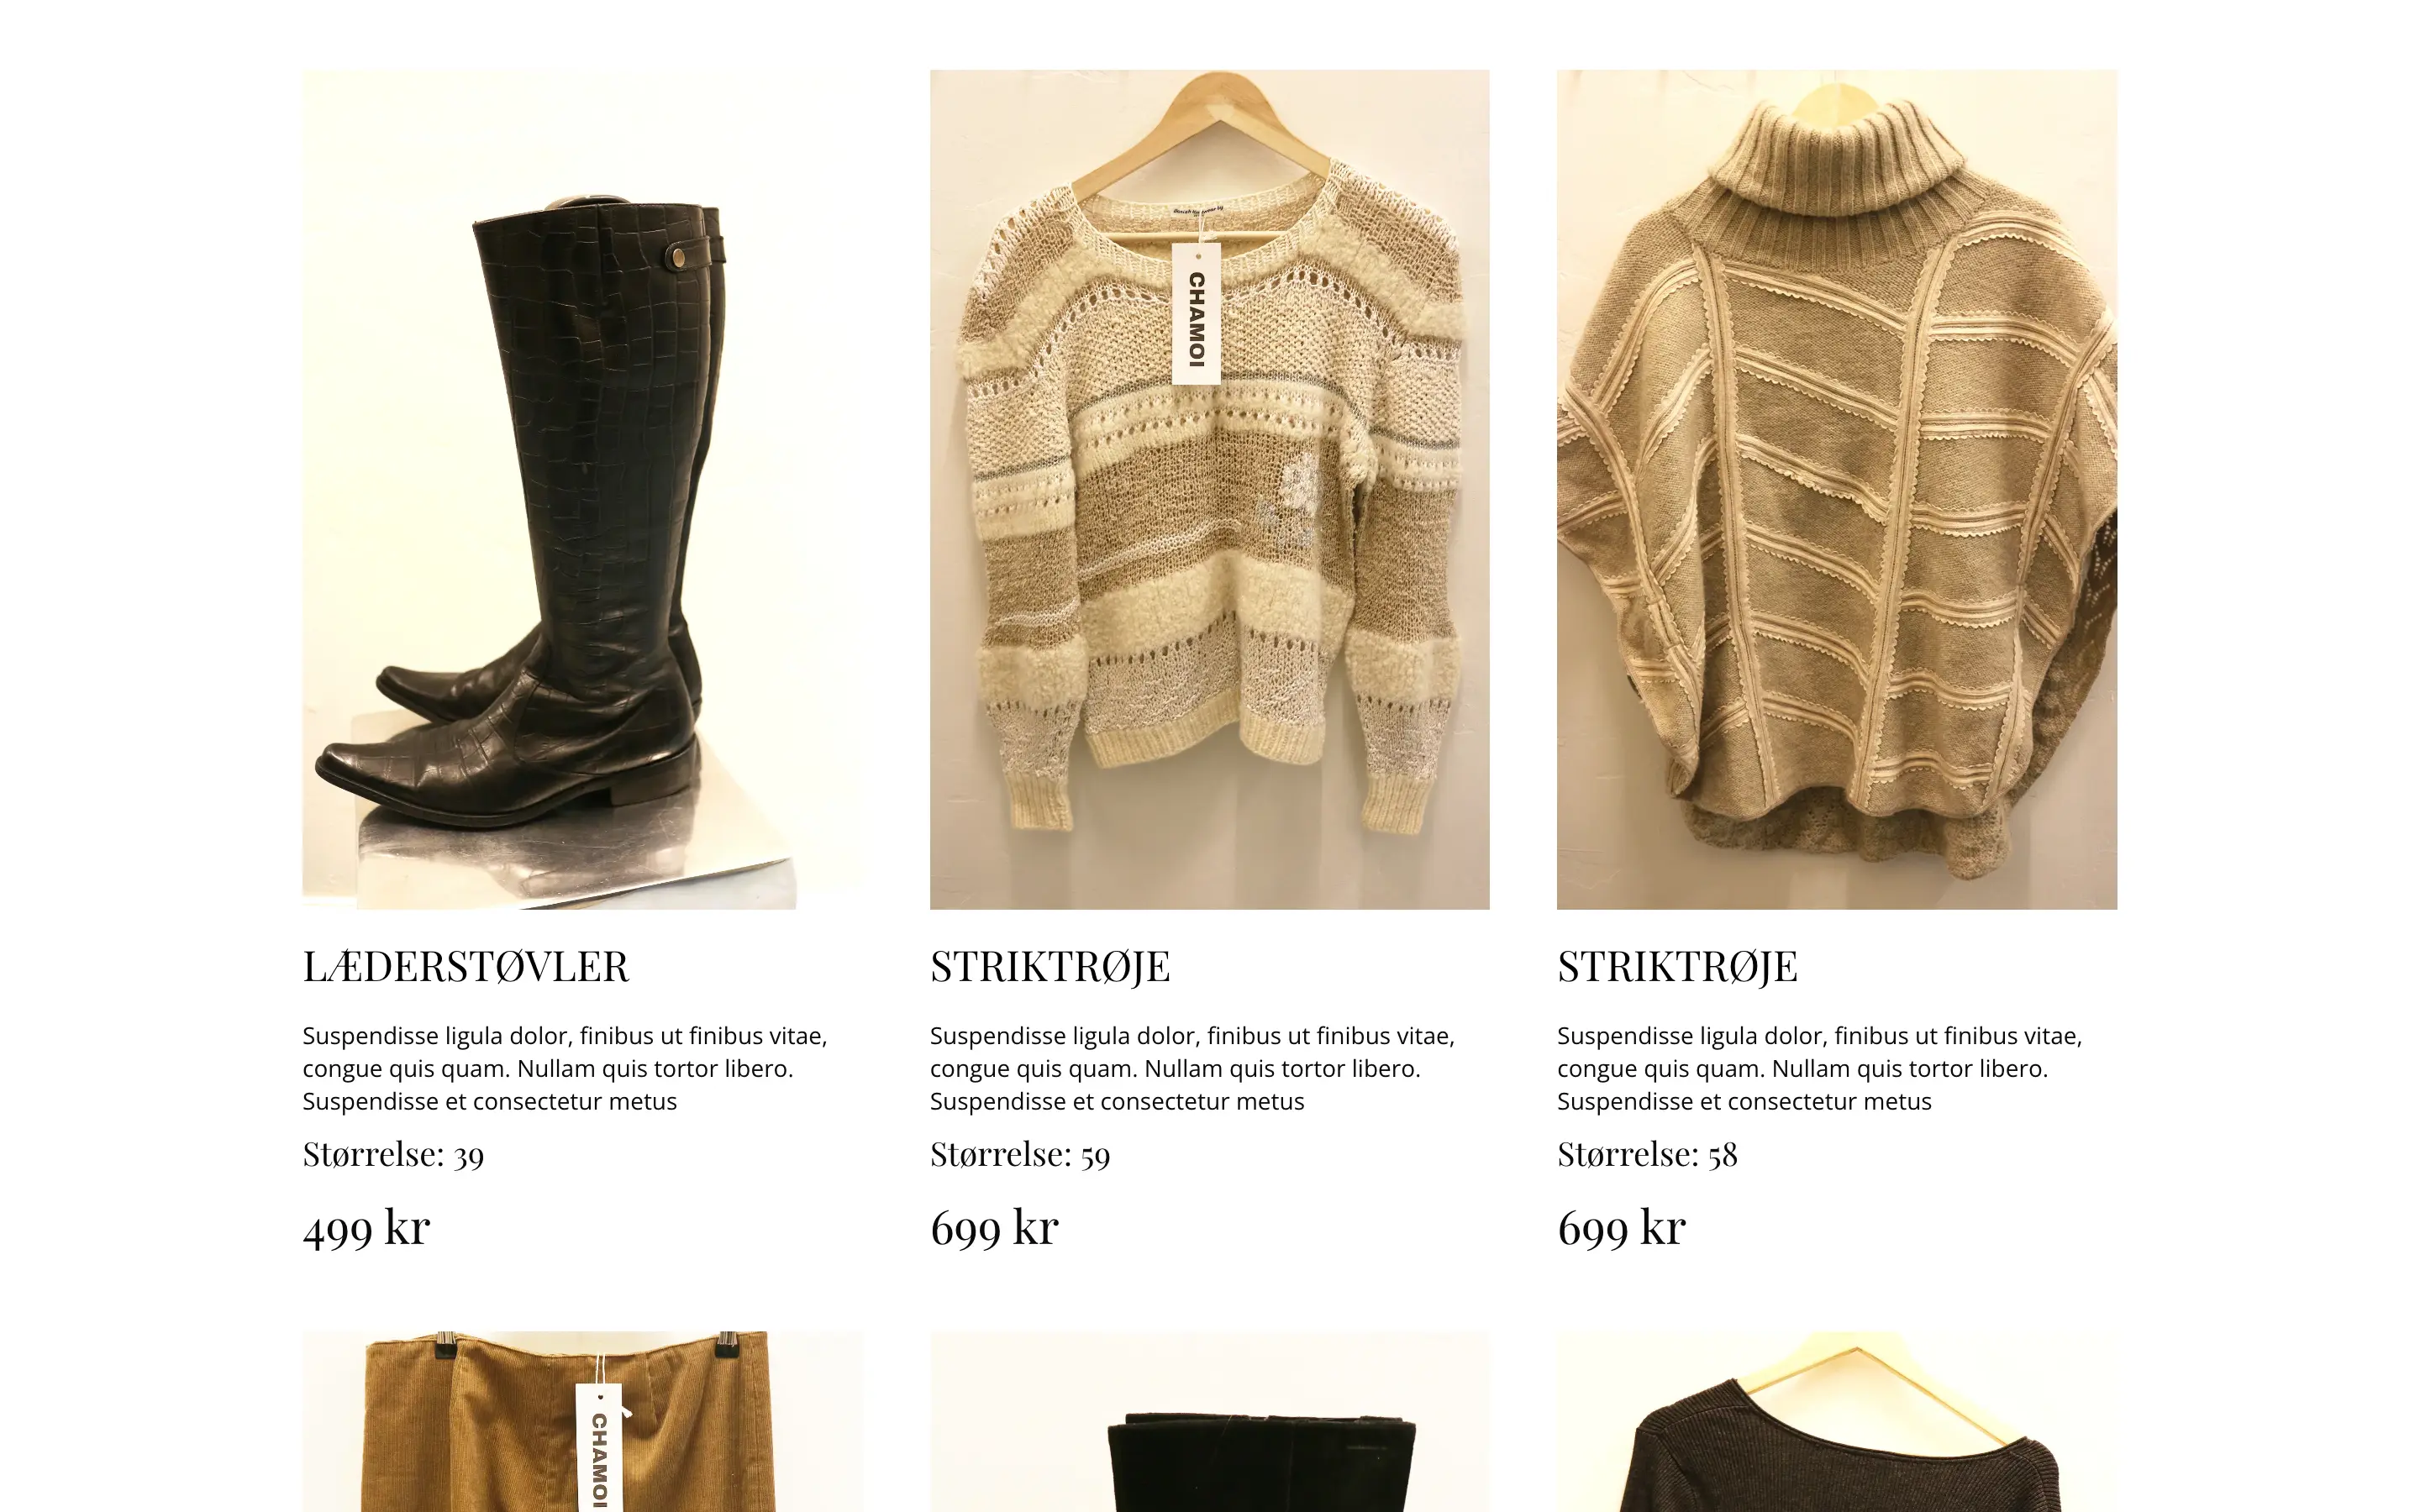 CHAMOI
LÆDERSTØVLER
Suspendisse ligula dolor, finibus ut finibus vitae,
congue quis quam. Nullam quis tortor libero.
Suspendisse et consectetur metus
Størrelse: 39
499 kr
STRIKTRØJE
Suspendisse ligula dolor, finibus ut finibus vitae,
congue quis quam. Nullam quis tortor libero.
Suspendisse et consectetur metus
Størrelse: 59
699 kr
STRIKTRØJE
Suspendisse ligula dolor, finibus ut finibus vitae,
congue quis quam. Nullam quis tortor libero.
Suspendisse et consectetur metus
Størrelse: 58
699 kr
CHAMOI